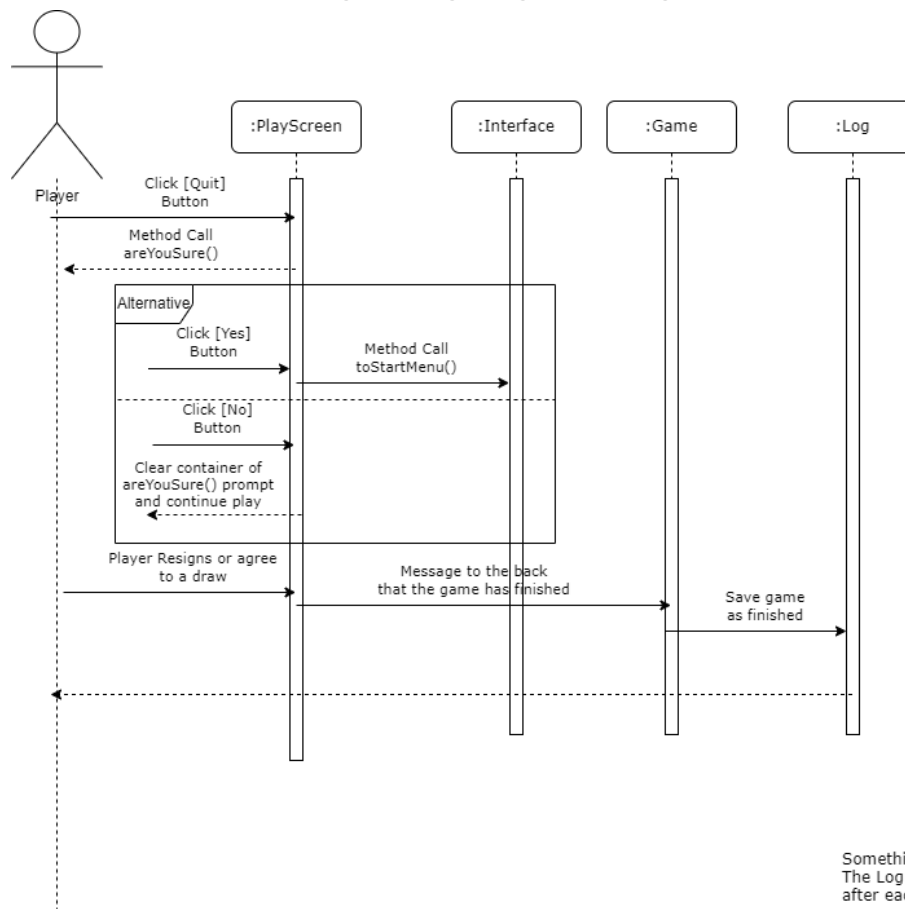 :PlayScreen
:Interface
:Game
:Log
Player
Click [Quit]
Button
Method Call
areYouSure()
Alternative
Click [Yes]
Button
Method Call
toStartMenu()
Click [No]
Button
Clear container of
areYouSure() prompt
and continue play
Player Resigns or agree
to a draw
Message to the back
that the game has finished
Save game
as finished
The Log
after